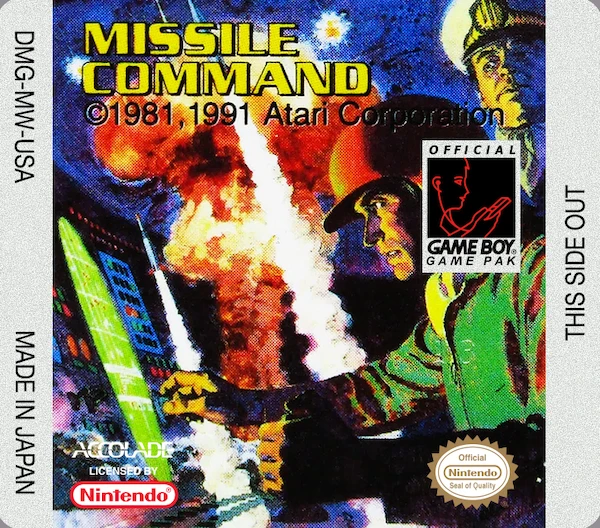 MISSILE
COMMAND
©1981,1991 Atari Corporation
OFFICIAL
GAME BOY®
GAME PAK
DMG-MW-USA
MADE IN JAPAN
THIS SIDE OUT
ACCOLADE
LICENSED BY
Nintendo®
Official
Nintendo
Seal of Quality